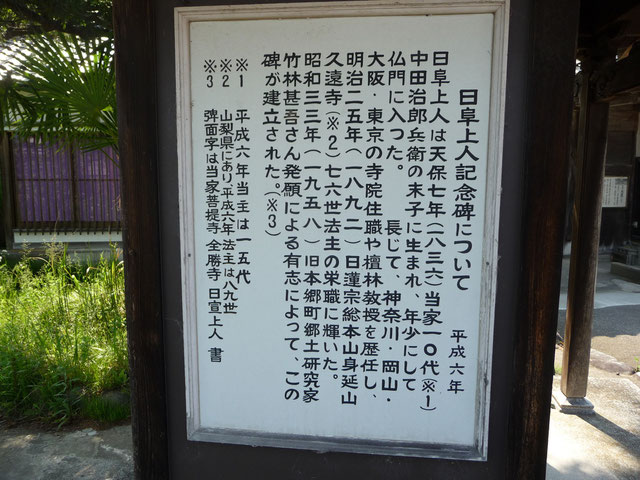 日阜上人記念碑について
平成六年
日阜上人は天保七年(一八三六)当家一〇代(※1)
中田治郎兵衛の末子に生まれ、年少にして
仏門に入った。 長じて、神奈川・岡山・
大阪・東京の寺院住職や檀林教授を歴任し、
明治二五年(一八九二)日蓮宗総本山身延山
久遠寺(※2)七六世法主の栄職に輝いた。
昭和三三年(一九五八)旧本郷町郷土研究家
竹林甚吾さん発願による有志によって、この
碑が建立された。(※3)
※1 平成六年当主は一五代
※2 山梨県にあり、平成六年法主は八九世
※3 碑面字は当家菩提寺 全勝寺 日宣上人 書